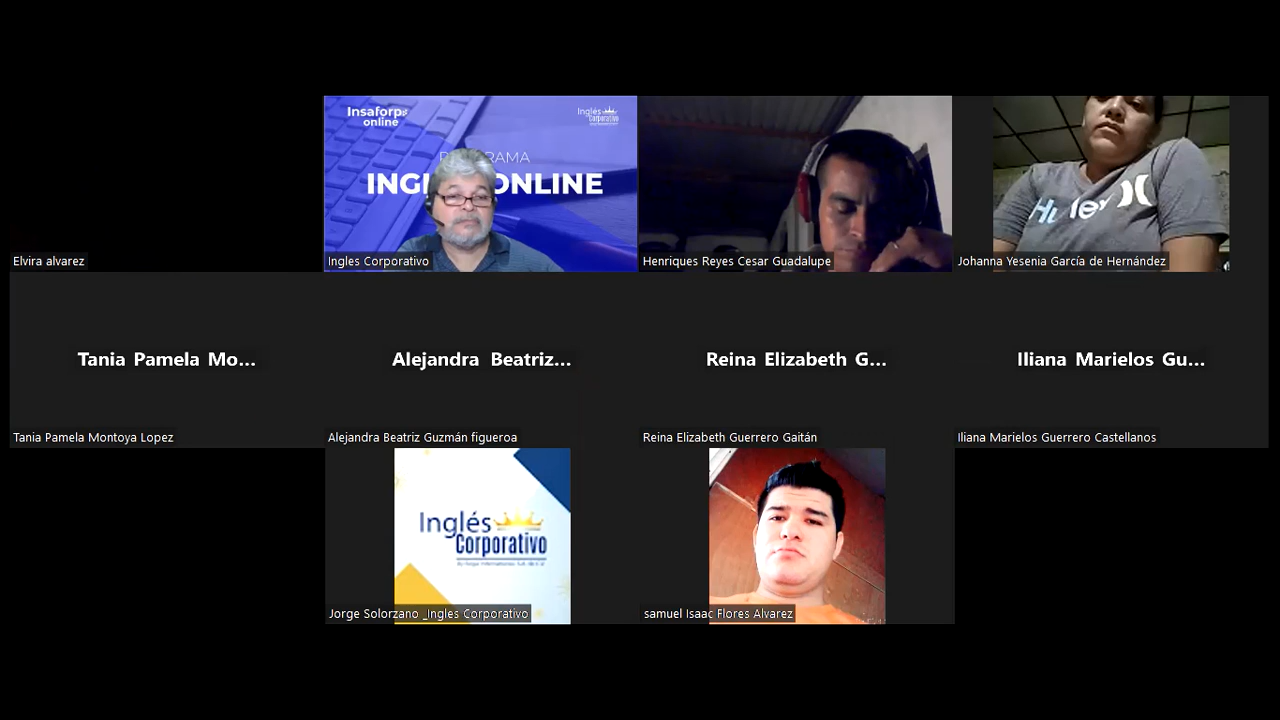 Insaforp
online
Inglés
Corporativo
ONLINE
Elvira alvarez
Ingles Corporativo
Henriques Reyes Cesar Guadalupe
Johanna Yesenia García de Hernández
Tania Pamela Mo...
Alejandra Beatriz...
Reina Elizabeth G...
Iliana Marielos Gu...
Tania Pamela Montoya Lopez
Alejandra Beatriz Guzmán figueroa
Reina Elizabeth Guerrero Gaitán
Iliana Marielos Guerrero Castellanos
Inglés
Corporativo
Jorge Solorzano _Ingles Corporativo
samuel Isaac Flores Alvarez